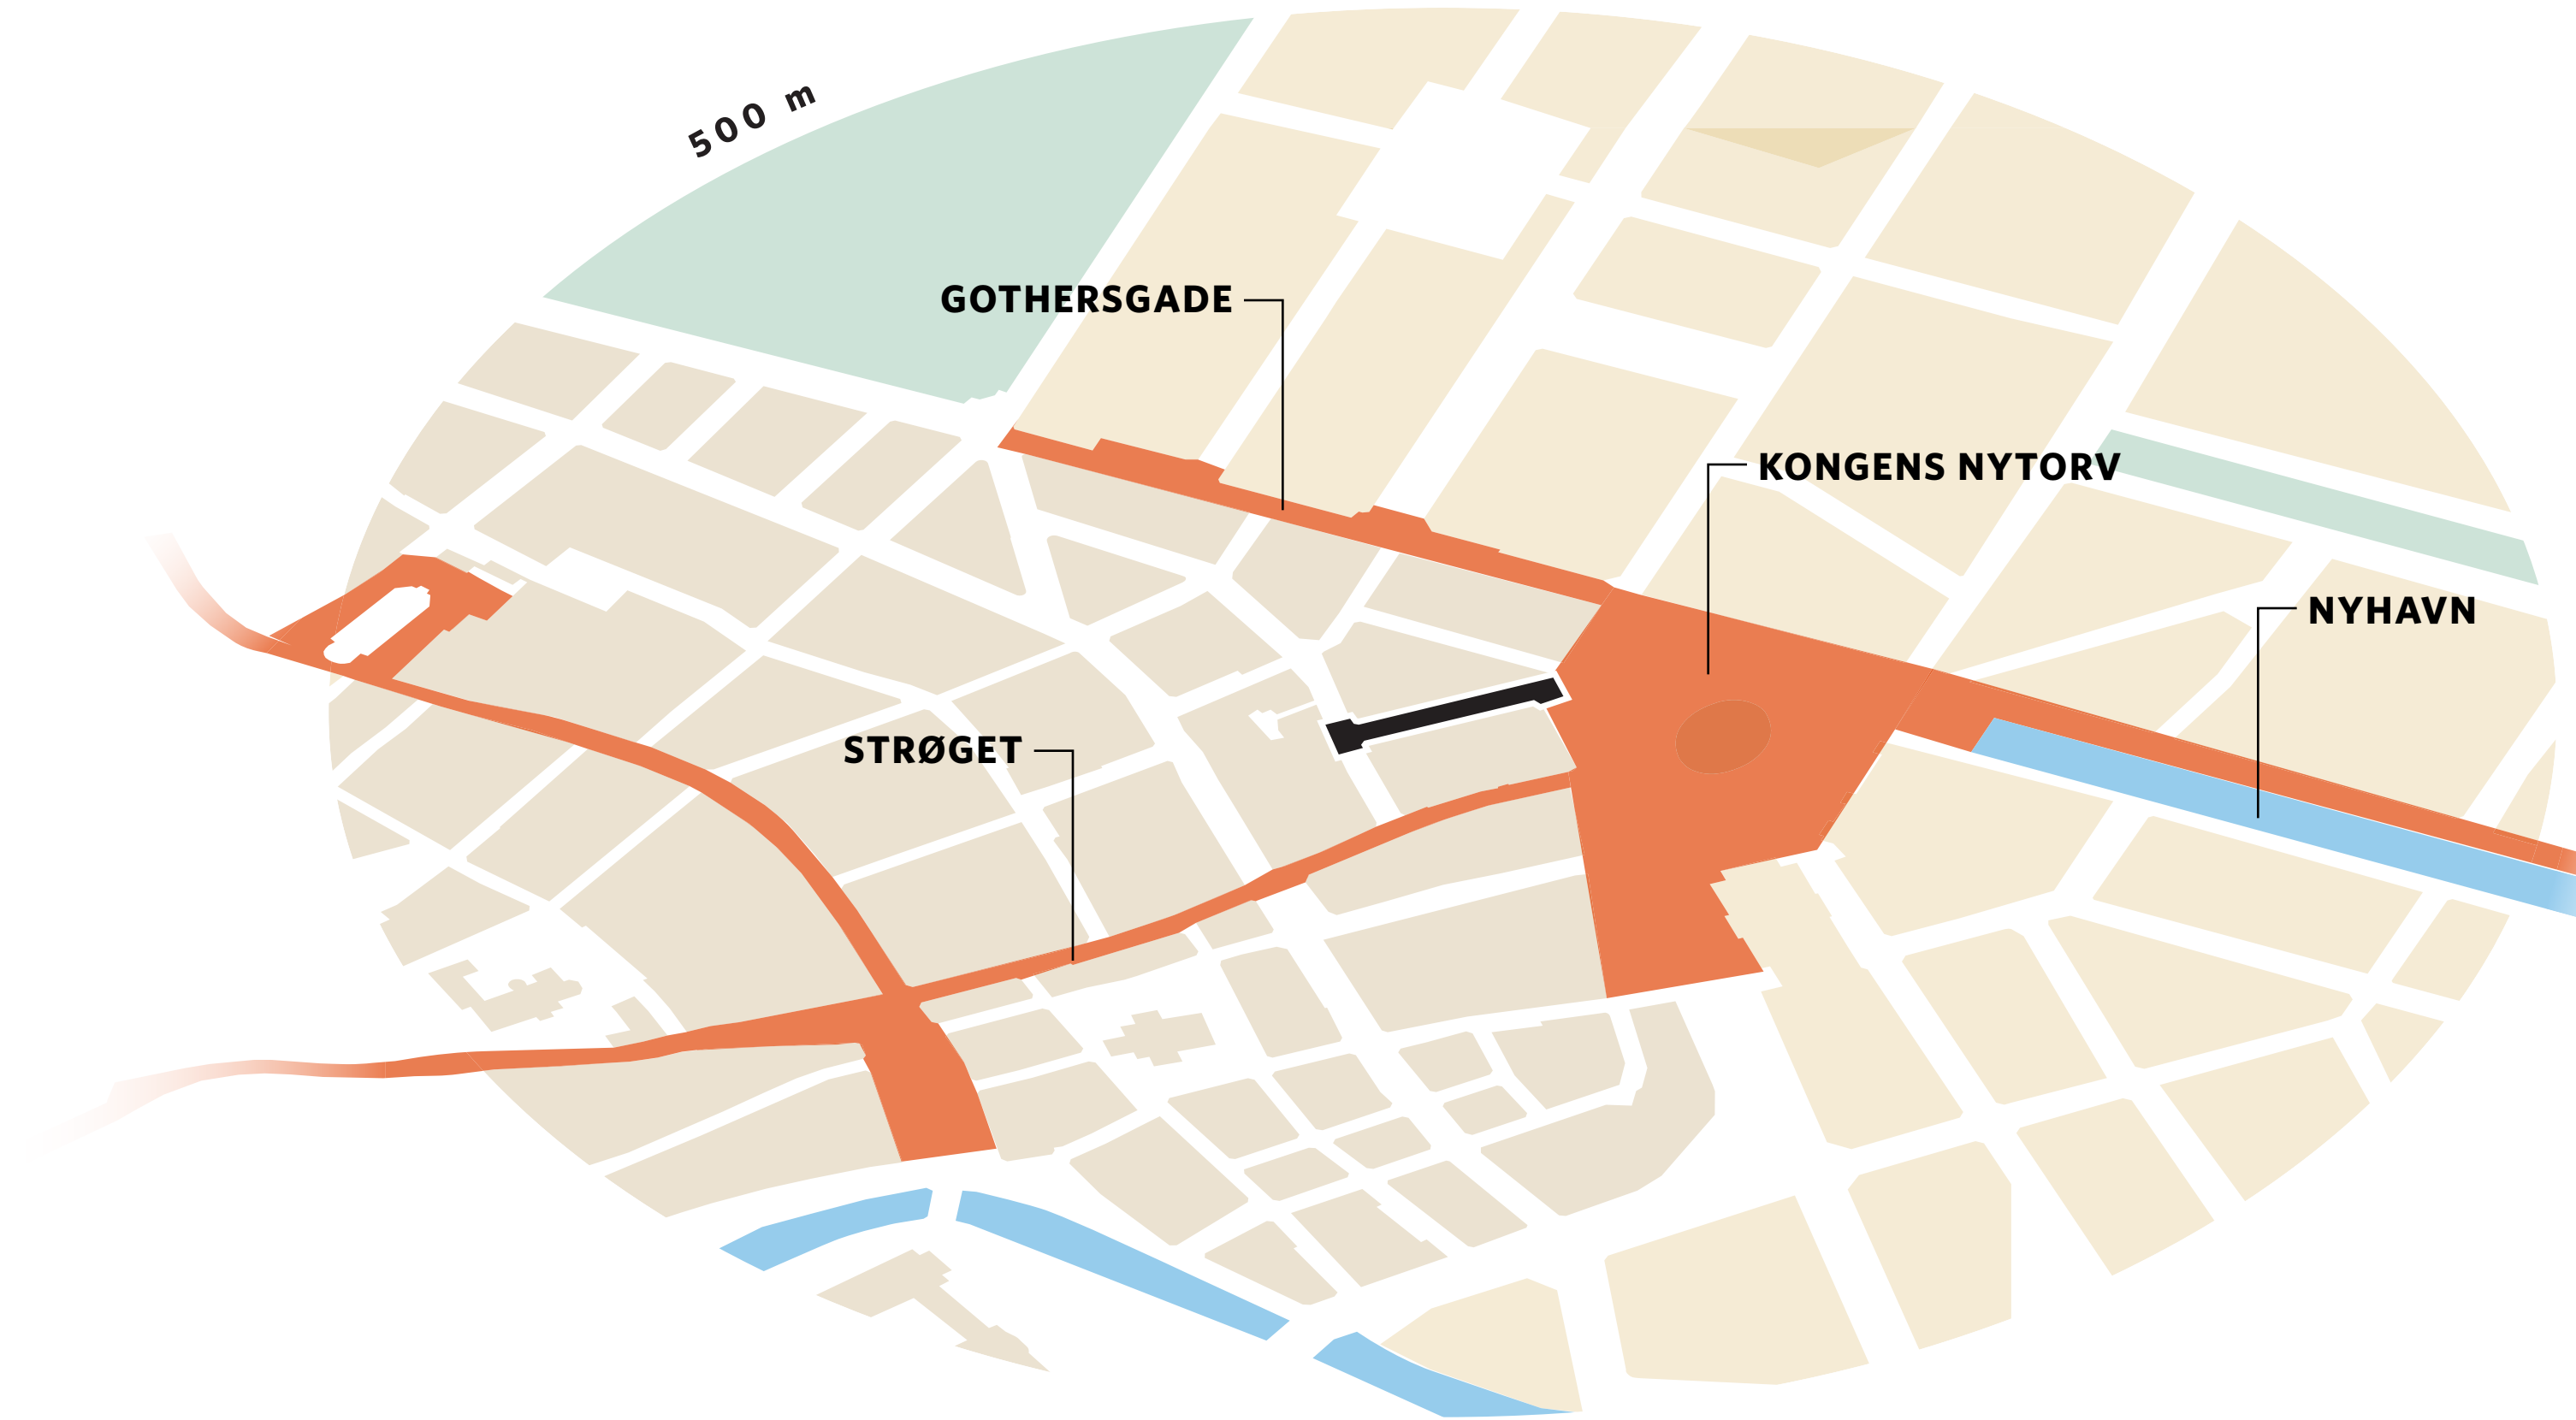 500 m
GOTHERSGADE
KONGENS NYTORV
NYHAVN
STRØGET